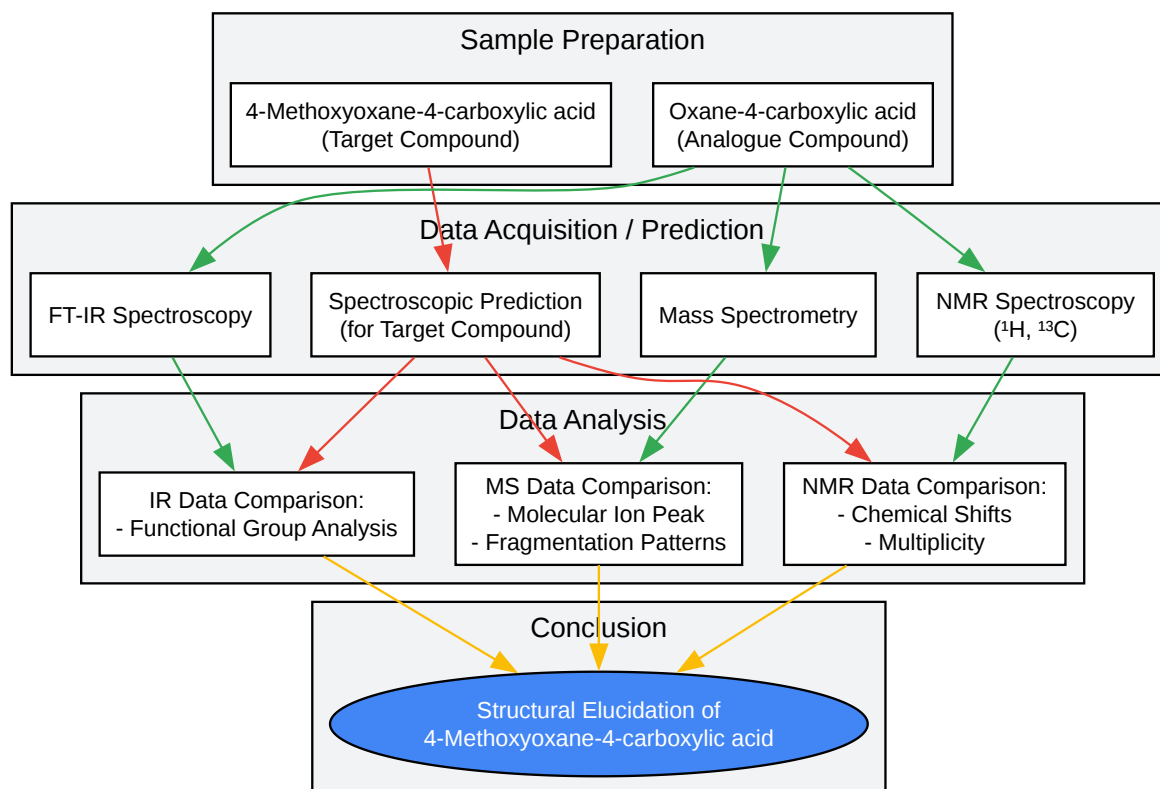 Sample Preparation
4-Methoxyoxane-4-carboxylic acid
(Target Compound)
Oxane-4-carboxylic acid
(Analogue Compound)
Data Acquisition / Prediction
FT-IR Spectroscopy
Spectroscopic Prediction
(for Target Compound)
Mass Spectrometry
NMR Spectroscopy
(¹H, ¹³C)
Data Analysis
IR Data Comparison:
- Functional Group Analysis
MS Data Comparison:
- Molecular Ion Peak
- Fragmentation Patterns
NMR Data Comparison:
- Chemical Shifts
- Multiplicity
Conclusion
Structural Elucidation of
4-Methoxyoxane-4-carboxylic acid